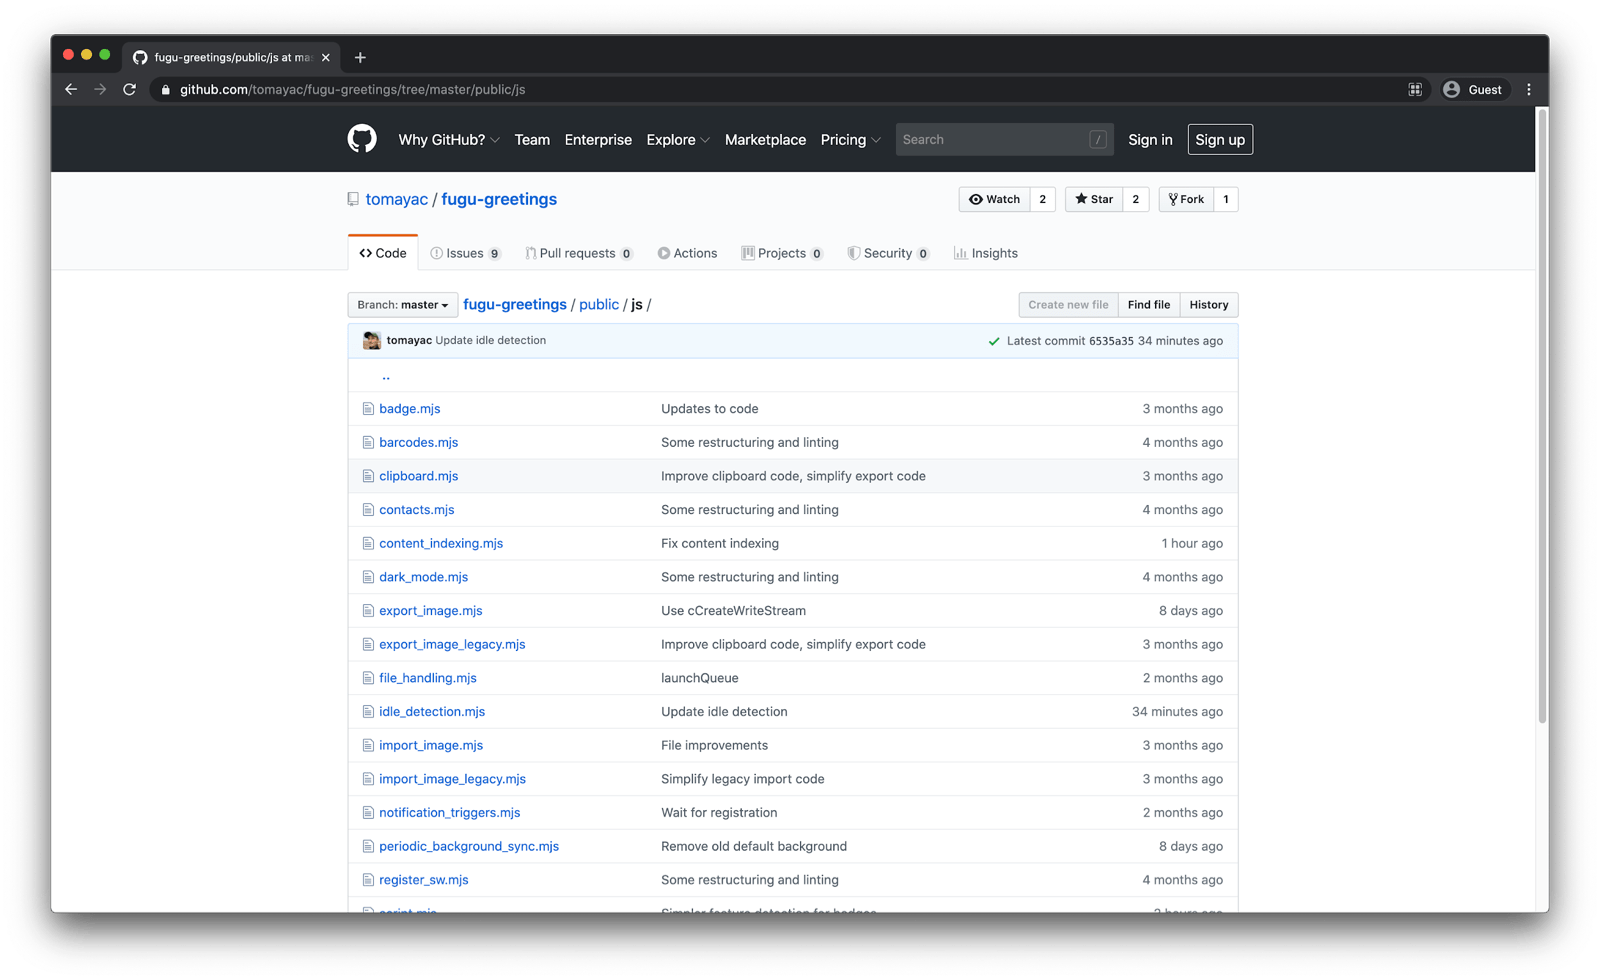 fugu-greetings/public/js at mas
github.com/tomayac/fugu-greetings/tree/master/public/js
Guest
Why GitHub? Team Enterprise Explore Marketplace Pricing Search / Sign in Sign up
tomayac / fugu-greetings Watch 2 Star 2 Fork 1
Code Issues 9 Pull requests 0 Actions Projects 0 Security 0 Insights
Branch: master fugu-greetings / public / js / Create new file Find file History
tomayac Update idle detection Latest commit 6535a35 34 minutes ago
..
badge.mjs Updates to code 3 months ago
barcodes.mjs Some restructuring and linting 4 months ago
clipboard.mjs Improve clipboard code, simplify export code 3 months ago
contacts.mjs Some restructuring and linting 4 months ago
content_indexing.mjs Fix content indexing 1 hour ago
dark_mode.mjs Some restructuring and linting 4 months ago
export_image.mjs Use cCreateWriteStream 8 days ago
export_image_legacy.mjs Improve clipboard code, simplify export code 3 months ago
file_handling.mjs launchQueue 2 months ago
idle_detection.mjs Update idle detection 34 minutes ago
import_image.mjs File improvements 3 months ago
import_image_legacy.mjs Simplify legacy import code 3 months ago
notification_triggers.mjs Wait for registration 2 months ago
periodic_background_sync.mjs Remove old default background 8 days ago
register_sw.mjs Some restructuring and linting 4 months ago
script.mjs Simpler feature detection for badges hours ago